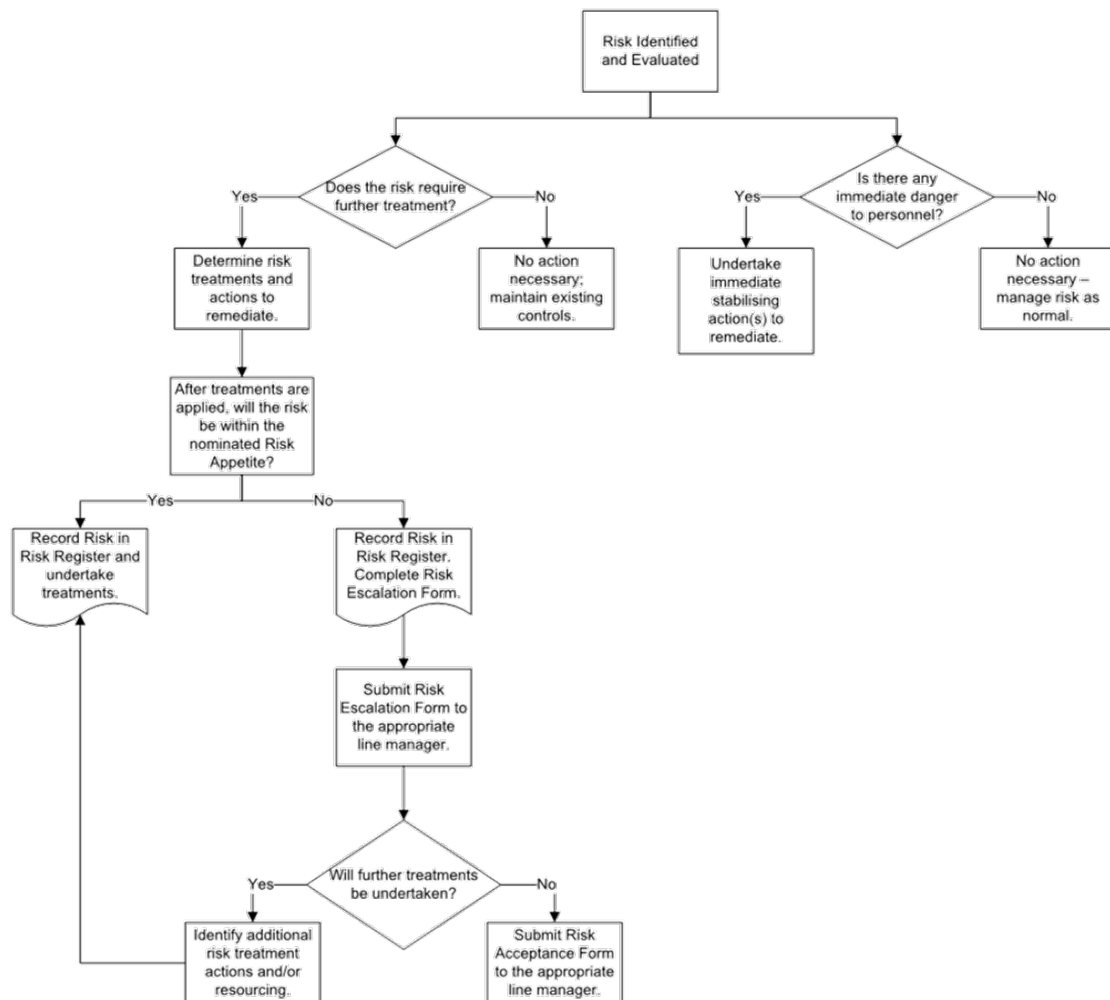 Risk Identified
and Evaluated
Does the risk require
further treatment?
Yes
No
Is there any
immediate danger
to personnel?
Yes
No
Determine risk
treatments and
actions to
remediate.
No action
necessary;
maintain existing
controls.
Undertake
immediate
stabilising
action(s) to
remediate.
No action
necessary –
manage risk as
normal.
After treatments are
applied, will the risk
be within the
nominated Risk
Appetite?
Yes
No
Record Risk in
Risk Register and
undertake
treatments.
Record Risk in
Risk Register.
Complete Risk
Escalation Form.
Submit Risk
Escalation Form to
the appropriate
line manager.
Will further treatments
be undertaken?
Yes
No
Identify additional
risk treatment
actions and/or
resourcing.
Submit Risk
Acceptance Form
to the appropriate
line manager.